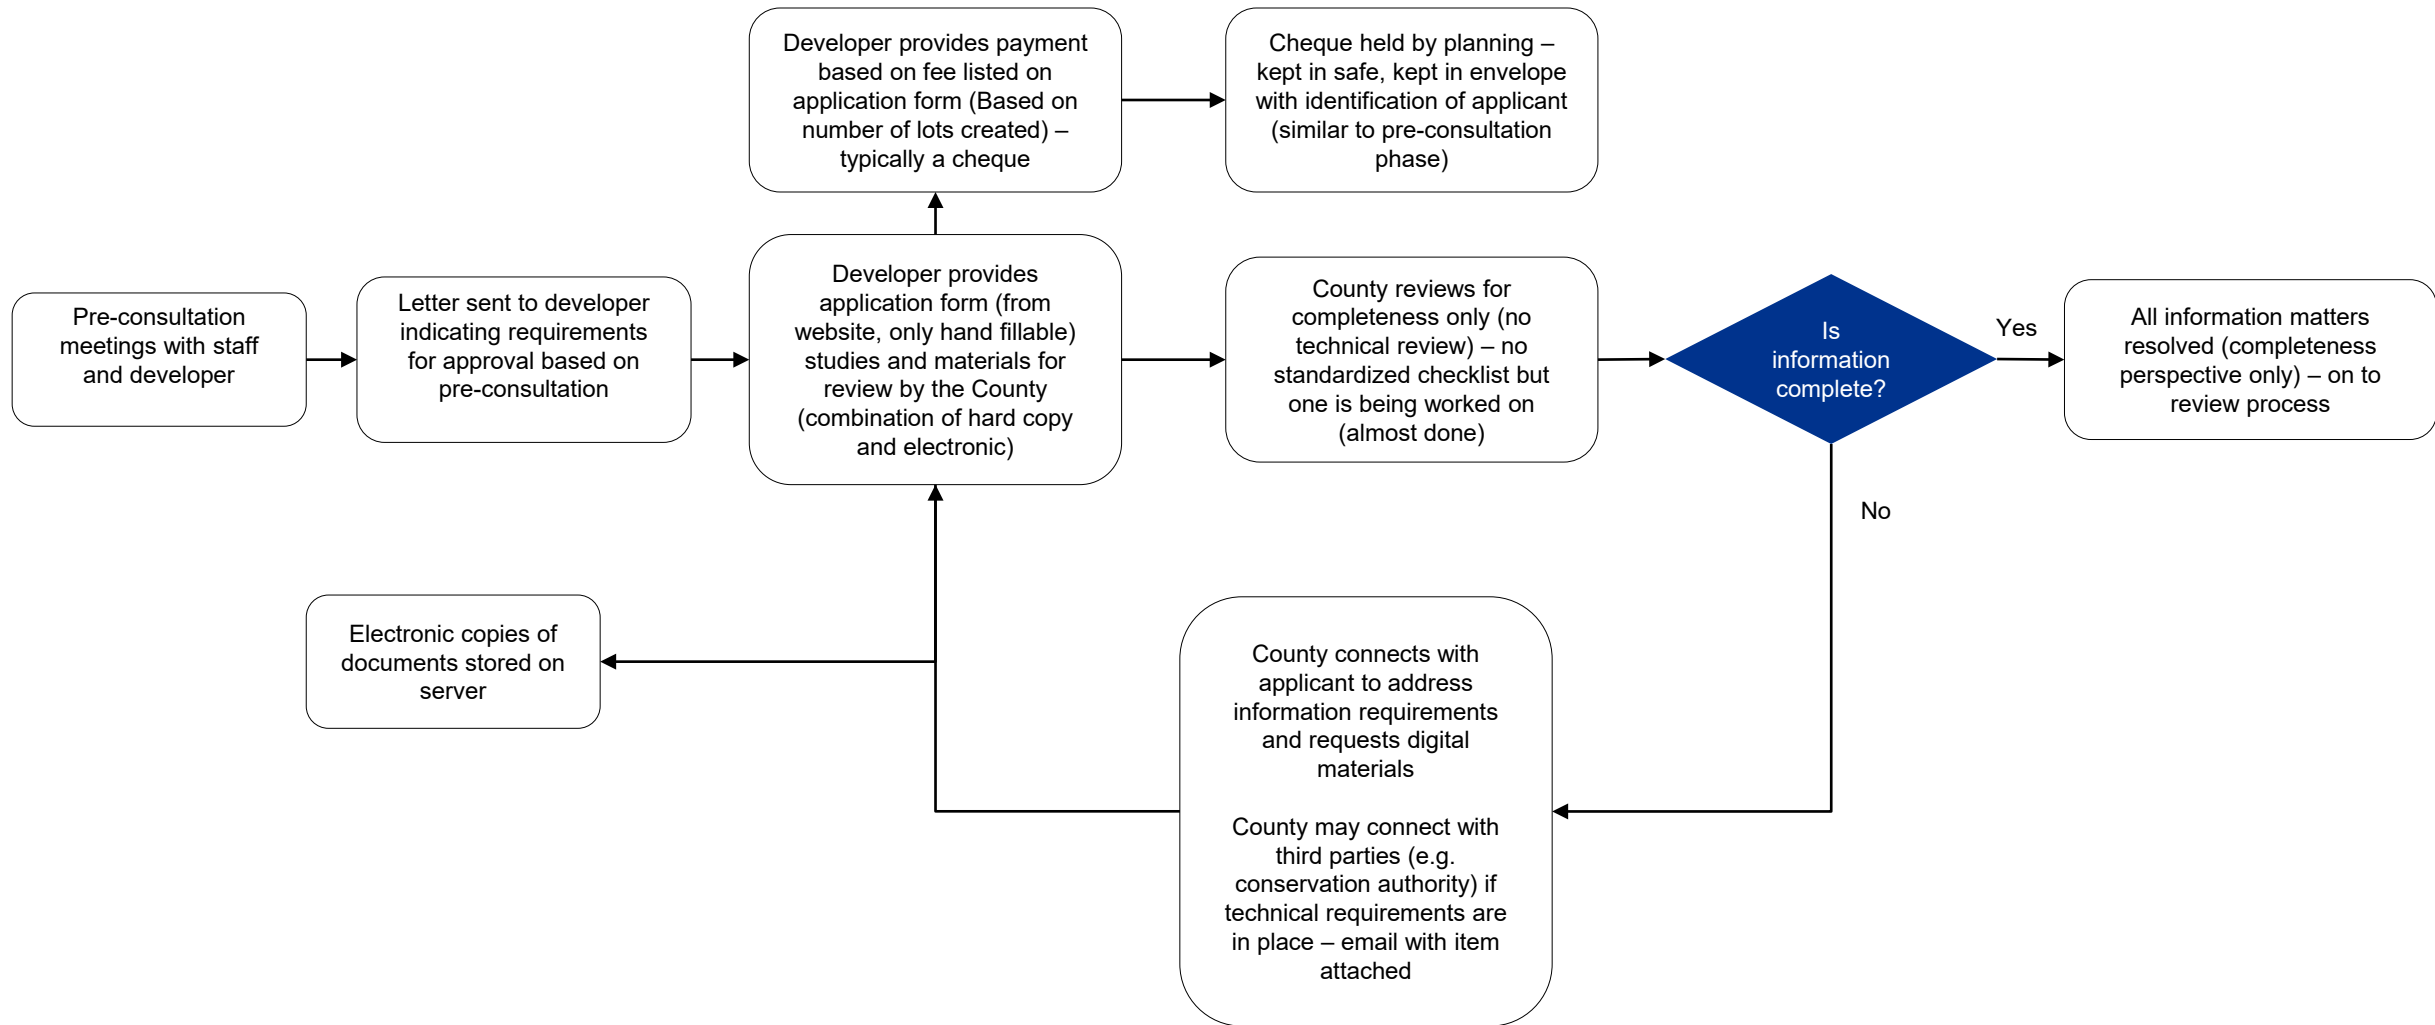 Developer provides payment
based on fee listed on
application form (Based on
number of lots created) –
typically a cheque
Cheque held by planning –
kept in safe, kept in envelope
with identification of applicant
(similar to pre-consultation
phase)
Pre-consultation
meetings with staff
and developer
Letter sent to developer
indicating requirements
for approval based on
pre-consultation
Developer provides
application form (from
website, only hand fillable)
studies and materials for
review by the County
(combination of hard copy
and electronic)
County reviews for
completeness only (no
technical review) – no
standardized checklist but
one is being worked on
(almost done)
Is
information
complete?
Yes
All information matters
resolved (completeness
perspective only) – on to
review process
No
Electronic copies of
documents stored on
server
County connects with
applicant to address
information requirements
and requests digital
materials
County may connect with
third parties (e.g.
conservation authority) if
technical requirements are
in place – email with item
attached